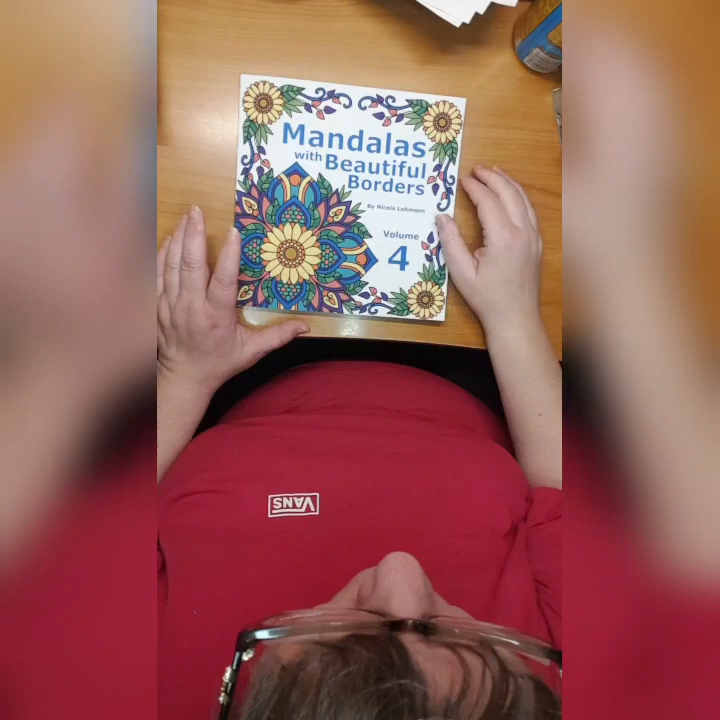 Mandalas
with Beautiful
Borders
By Nicola Lehmann
Volume
4
VANS